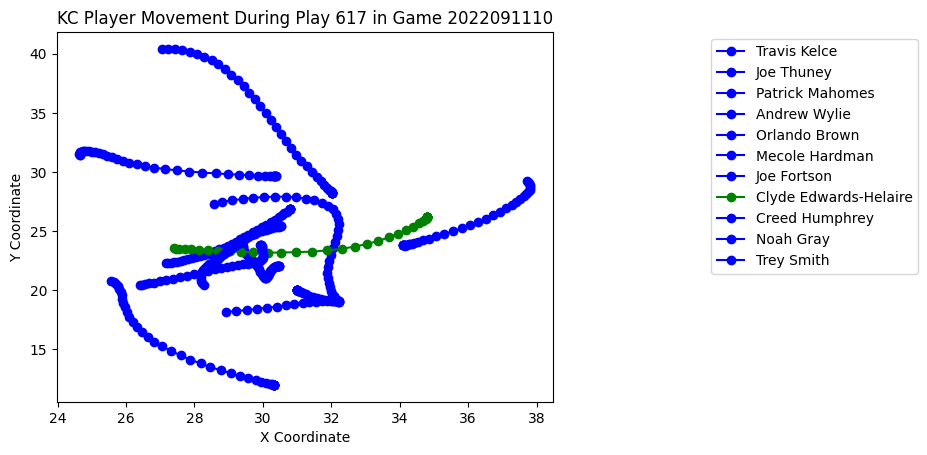 KC Player Movement During Play 617 in Game 2022091110
Y Coordinate
40
35
30
25
20
15
24 26 28 30 32 34 36 38
X Coordinate
Travis Kelce
Joe Thuney
Patrick Mahomes
Andrew Wylie
Orlando Brown
Mecole Hardman
Joe Fortson
Clyde Edwards-Helaire
Creed Humphrey
Noah Gray
Trey Smith